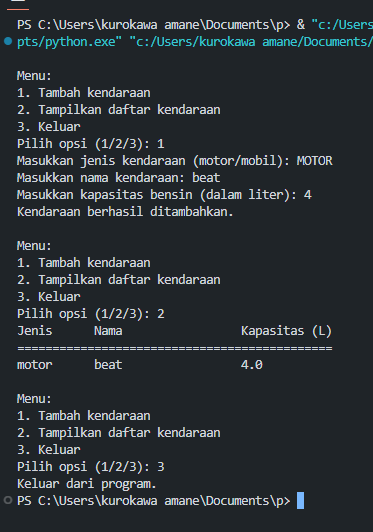 PS C:\Users\kurokawa amane\Documents\p> & "c:/Users
pts/python.exe" "c:/Users/kurokawa amane/Documents/

Menu:
1. Tambah kendaraan
2. Tampilkan daftar kendaraan
3. Keluar
Pilih opsi (1/2/3): 1
Masukkan jenis kendaraan (motor/mobil): MOTOR
Masukkan nama kendaraan: beat
Masukkan kapasitas bensin (dalam liter): 4
Kendaraan berhasil ditambahkan.

Menu:
1. Tambah kendaraan
2. Tampilkan daftar kendaraan
3. Keluar
Pilih opsi (1/2/3): 2
Jenis      Nama                 Kapasitas (L)
=============================================
motor      beat                 4.0

Menu:
1. Tambah kendaraan
2. Tampilkan daftar kendaraan
3. Keluar
Pilih opsi (1/2/3): 3
Keluar dari program.
PS C:\Users\kurokawa amane\Documents\p>